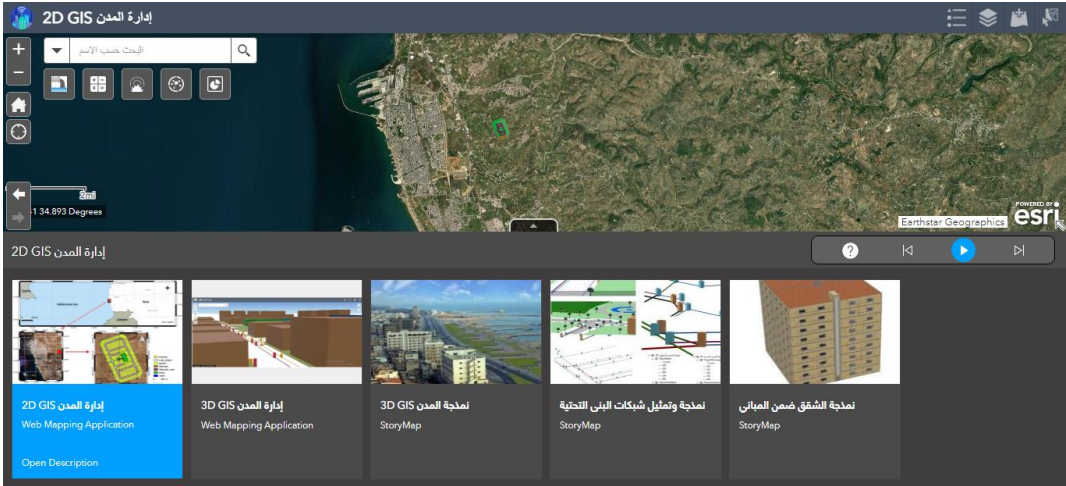 إدارة المدن 2D GIS
البحث حسب الاسم
2mi
34.893 Degrees
Earthstar Geographics
POWERED BY
esri
إدارة المدن 2D GIS
إدارة المدن 2D GIS
Web Mapping Application
Open Description
إدارة المدن 3D GIS
Web Mapping Application
نمذجة المدن 3D GIS
StoryMap
نمذجة وتمثيل شبكات البنى التحتية
StoryMap
نمذجة الشقق ضمن المباني
StoryMap